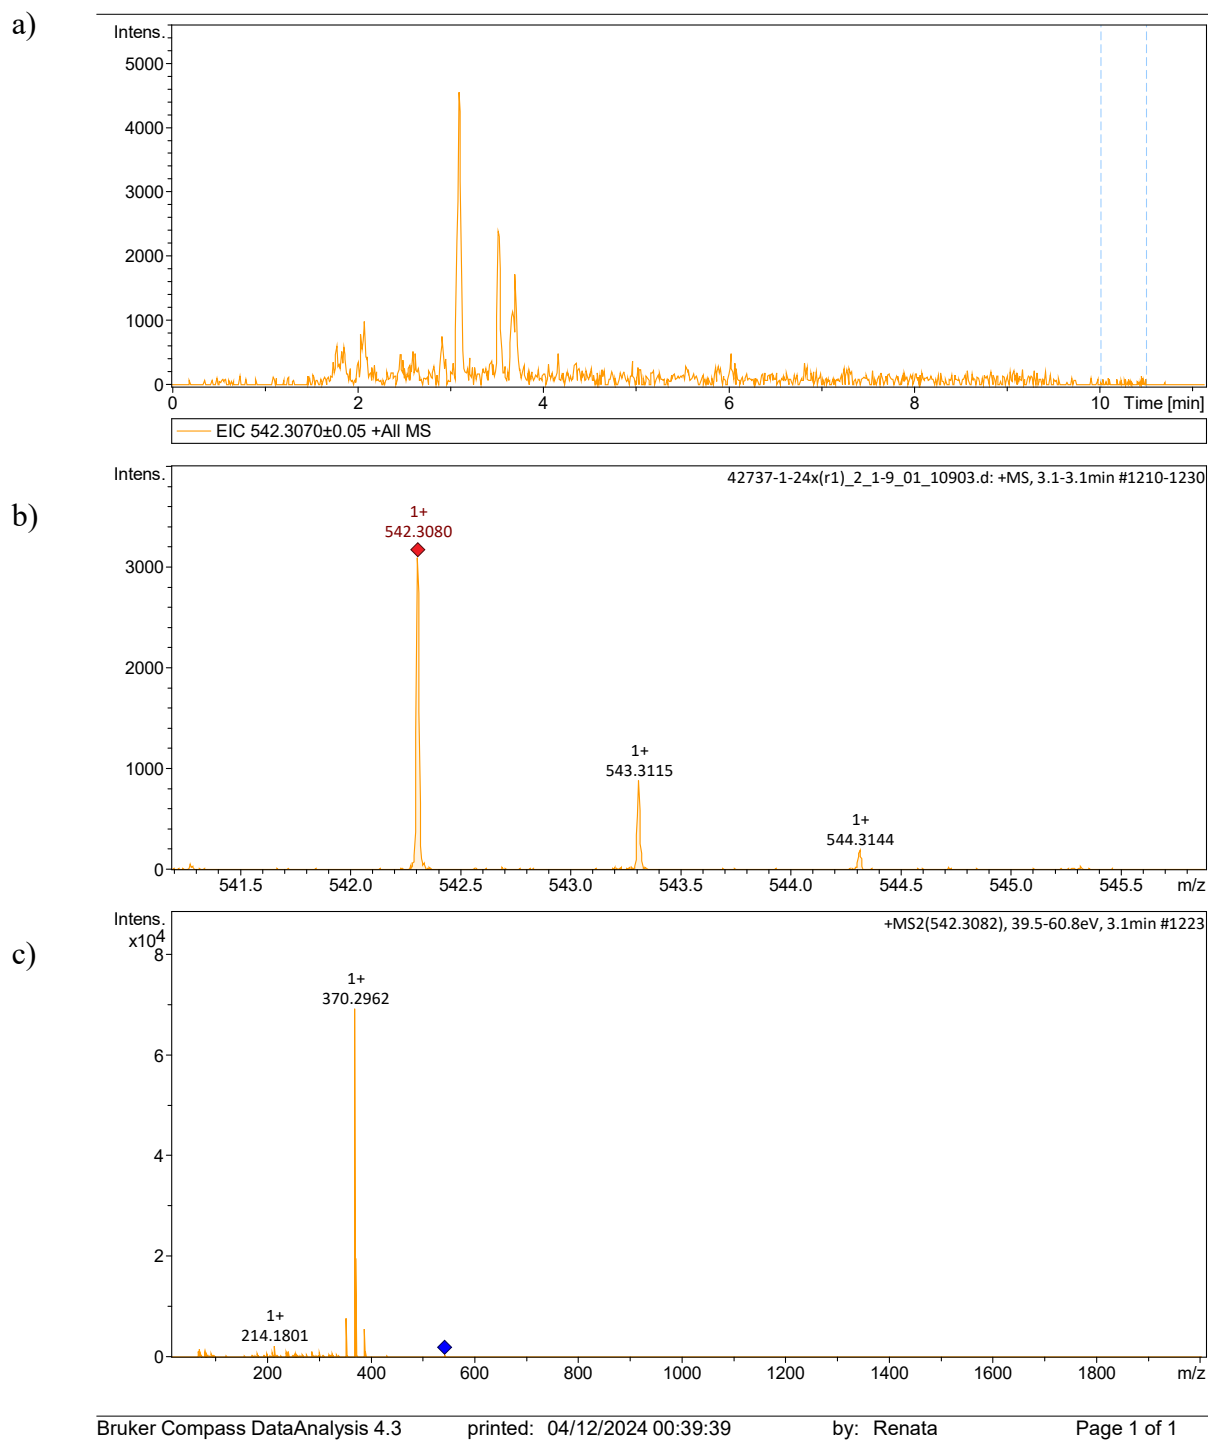 a)
Intens.
5000
4000
3000
2000
1000
0
0 2 4 6 8 10 Time [min]
EIC 542.3070±0.05 +All MS
b)
Intens.
42737-1-24x(r1)_2_1-9_01_10903.d: +MS, 3.1-3.1min #1210-1230
1+
542.3080
3000
2000
1+
543.3115
1000
1+
544.3144
0
541.5 542.0 542.5 543.0 543.5 544.0 544.5 545.0 545.5 m/z
c)
Intens.
x10⁴
+MS2(542.3082), 39.5-60.8eV, 3.1min #1223
8
1+
370.2962
6
4
2
1+
214.1801
0
200 400 600 800 1000 1200 1400 1600 1800 m/z
Bruker Compass DataAnalysis 4.3 printed: 04/12/2024 00:39:39 by: Renata Page 1 of 1